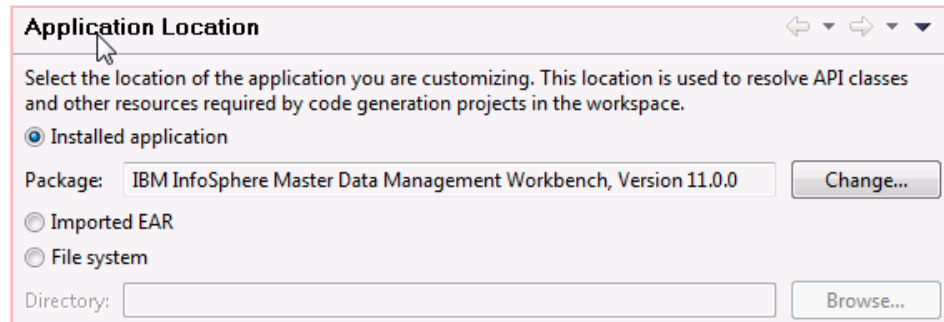 Application Location
Select the location of the application you are customizing. This location is used to resolve API classes
and other resources required by code generation projects in the workspace.
Installed application
Package: IBM InfoSphere Master Data Management Workbench, Version 11.0.0 Change...
Imported EAR
File system
Directory: Browse...